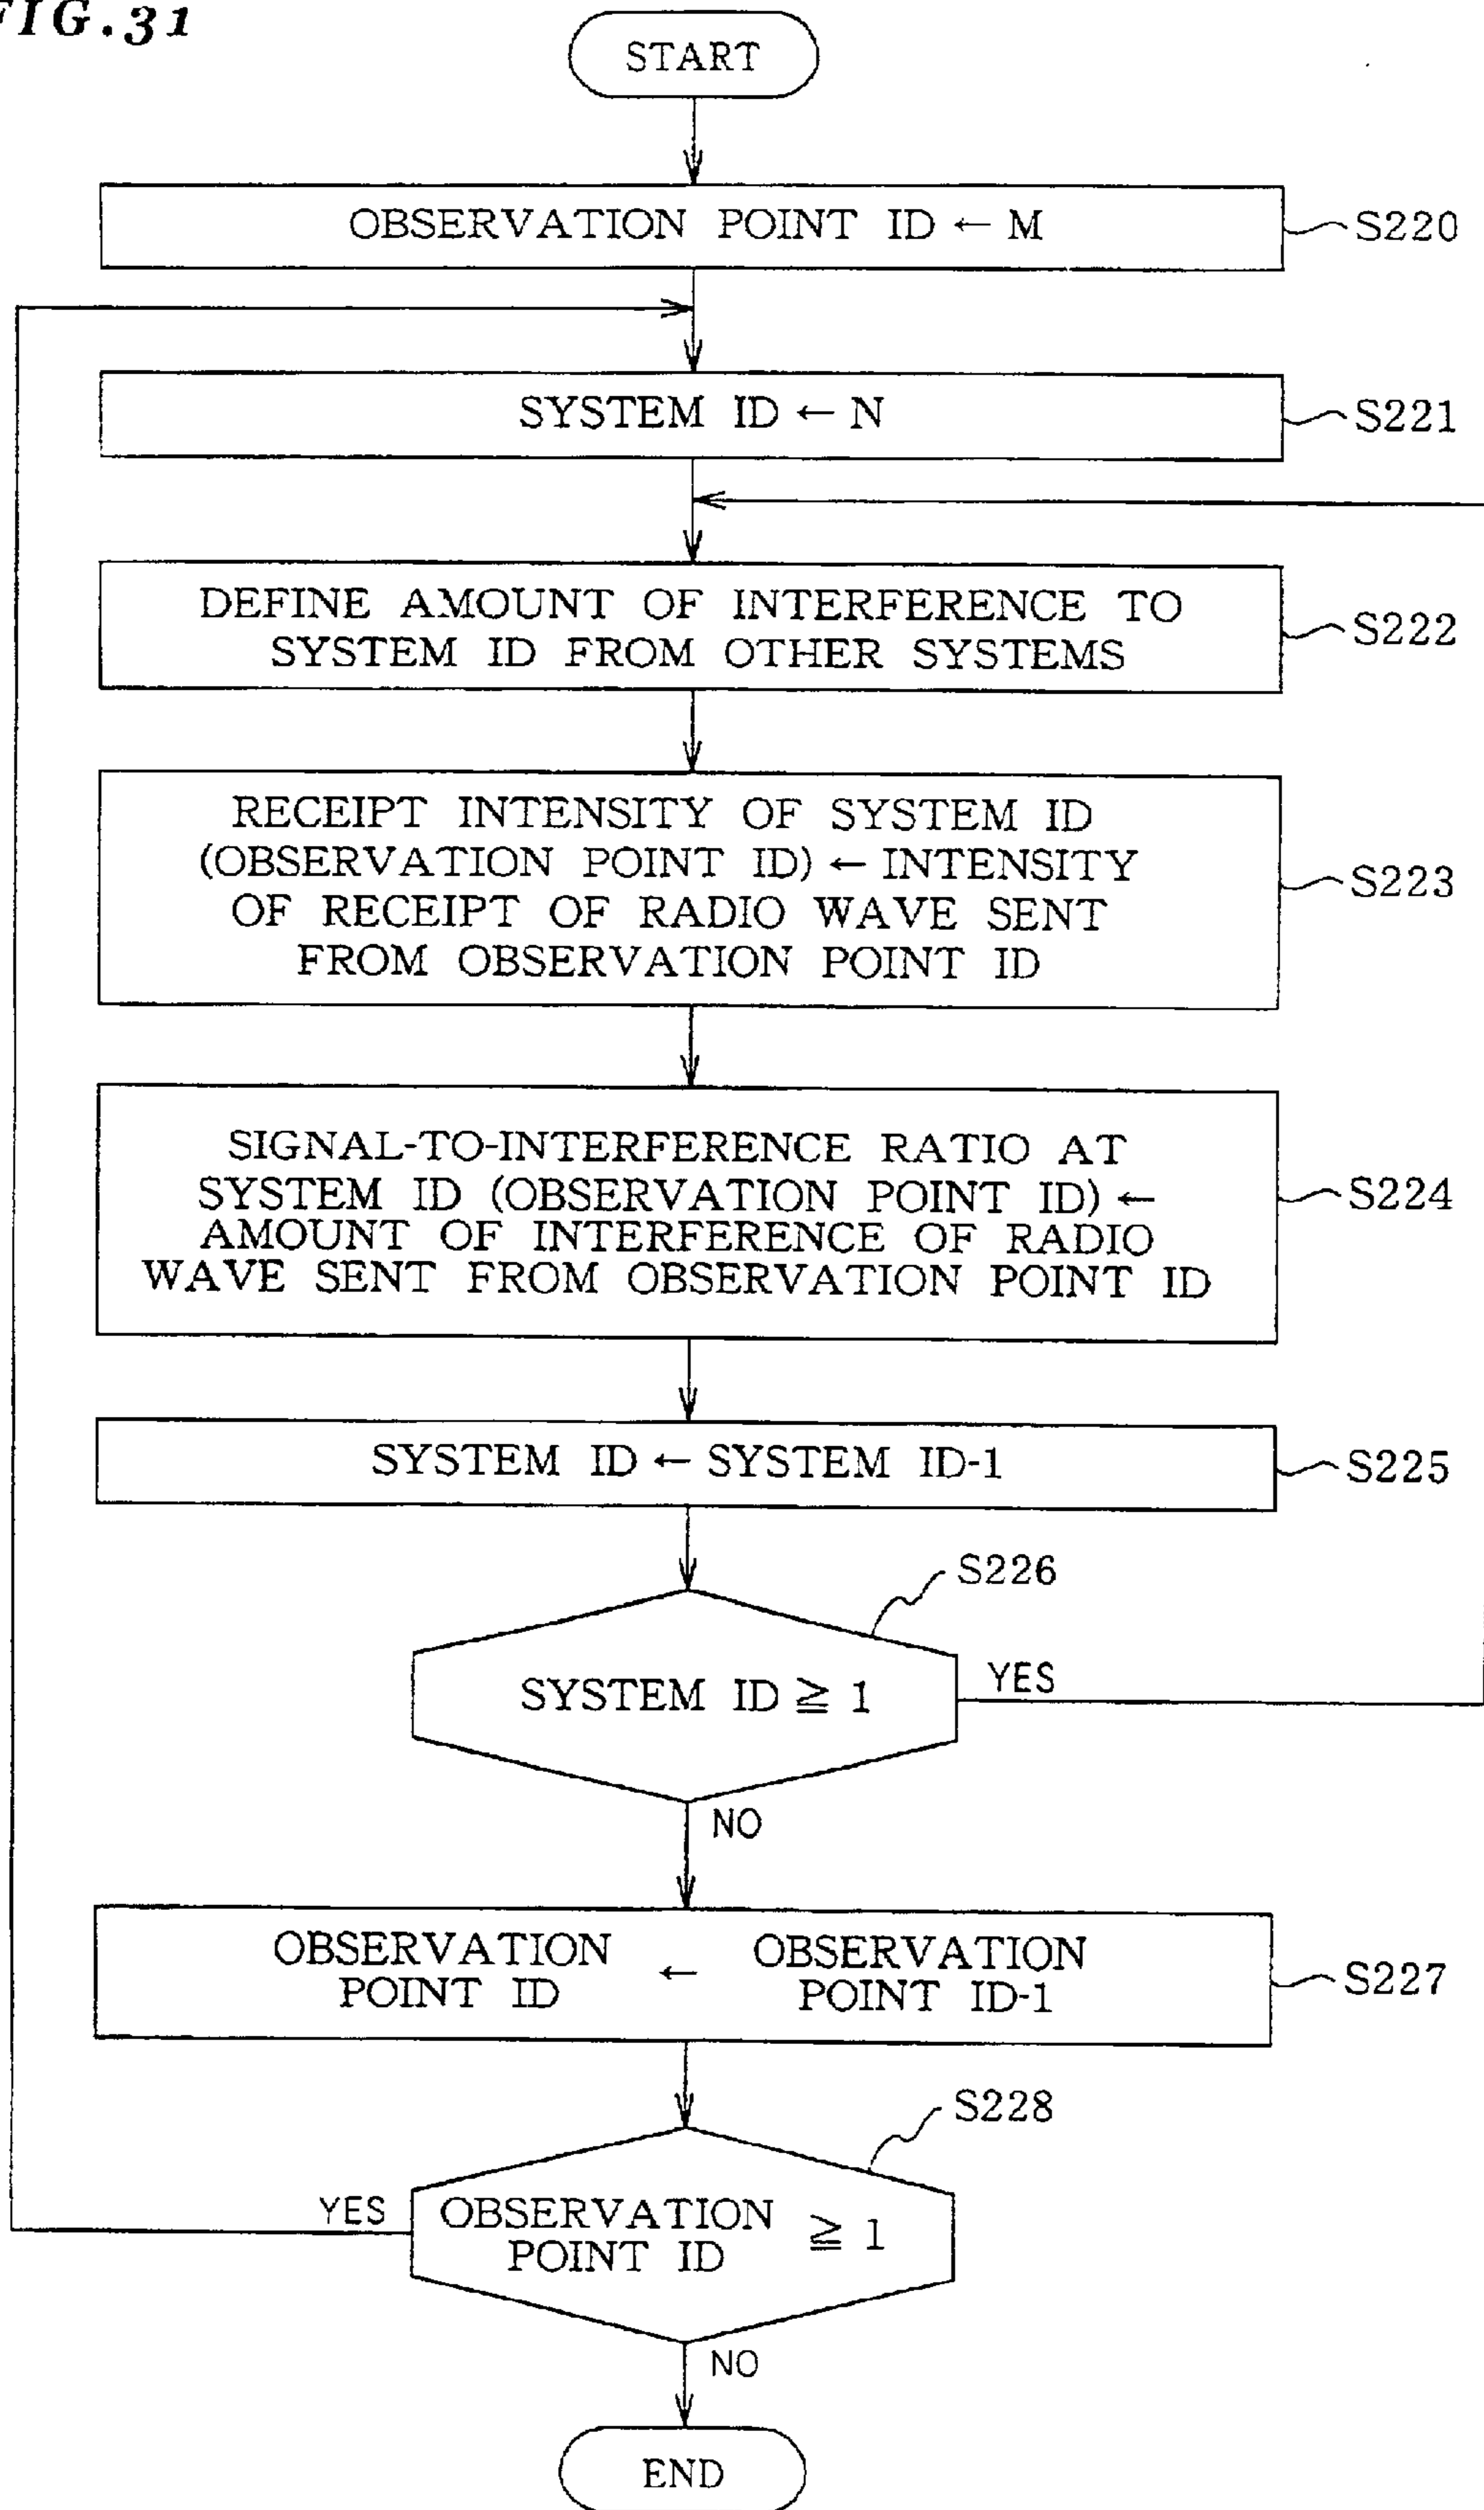 FIG.31
START
OBSERVATION POINT ID ← M
S220
SYSTEM ID ← N
S221
DEFINE AMOUNT OF INTERFERENCE TO
SYSTEM ID FROM OTHER SYSTEMS
S222
RECEIPT INTENSITY OF SYSTEM ID
(OBSERVATION POINT ID) ← INTENSITY
OF RECEIPT OF RADIO WAVE SENT
FROM OBSERVATION POINT ID
S223
SIGNAL-TO-INTERFERENCE RATIO AT
SYSTEM ID (OBSERVATION POINT ID) ←
AMOUNT OF INTERFERENCE OF RADIO
WAVE SENT FROM OBSERVATION POINT ID
S224
SYSTEM ID ← SYSTEM ID-1
S225
S226
SYSTEM ID ≧ 1
YES
NO
OBSERVATION POINT ID ← OBSERVATION POINT ID-1
S227
S228
YES
OBSERVATION POINT ID ≧ 1
NO
END